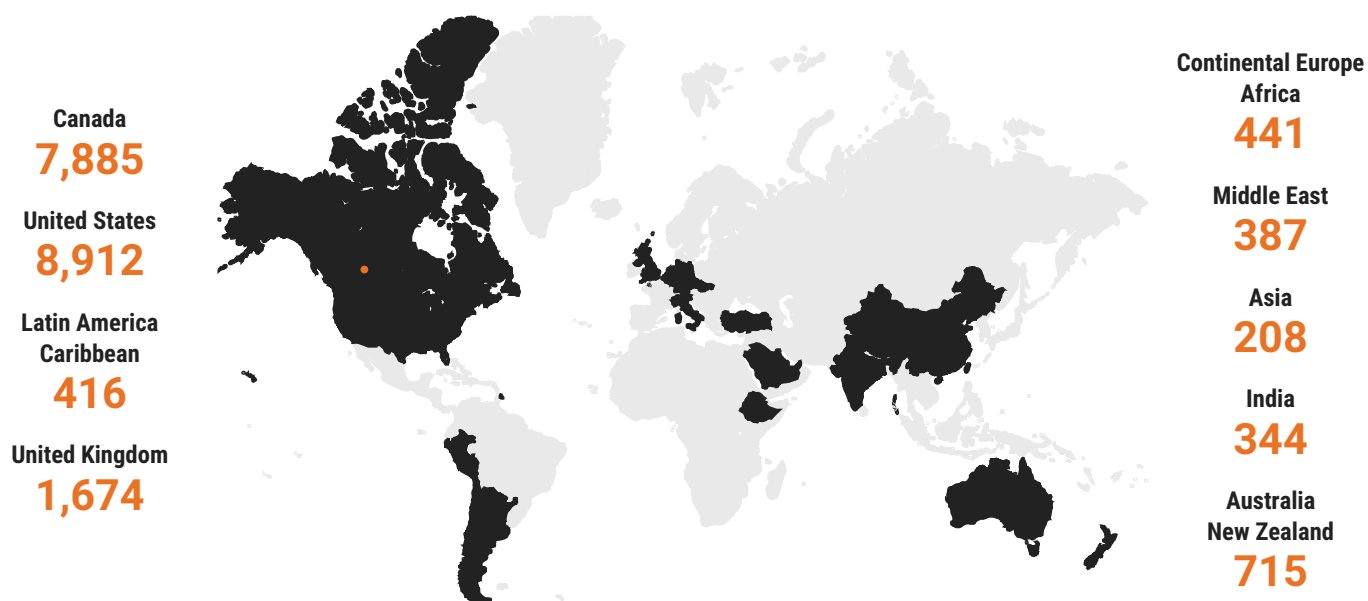 Canada
7,885
United States
8,912
Latin America
Caribbean
416
United Kingdom
1,674
Continental Europe
Africa
441
Middle East
387
Asia
208
India
344
Australia
New Zealand
715